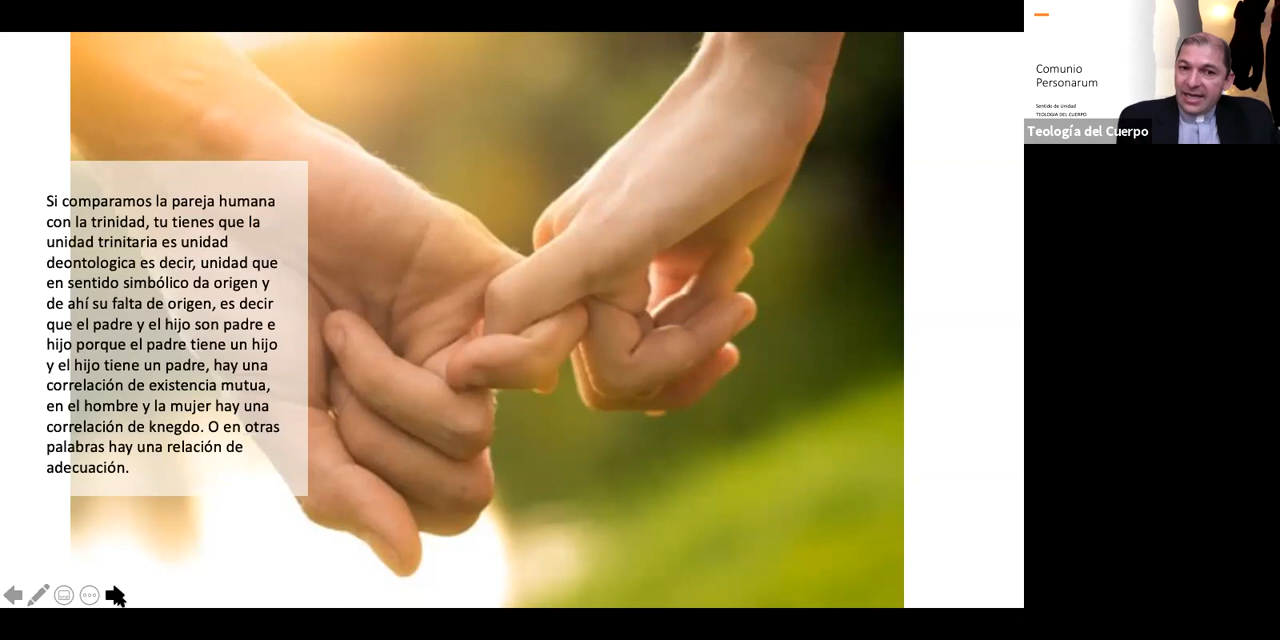 Si comparamos la pareja humana
con la trinidad, tu tienes que la
unidad trinitaria es unidad
deontologica es decir, unidad que
en sentido simbólico da origen y
de ahí su falta de origen, es decir
que el padre y el hijo son padre e
hijo porque el padre tiene un hijo
y el hijo tiene un padre, hay una
correlación de existencia mutua,
en el hombre y la mujer hay una
correlación de knegdo. O en otras
palabras hay una relación de
adecuación.
Comunio
Personarum
Sentido de Unidad
TEOLOGIA DEL CUERPO
Teología del Cuerpo